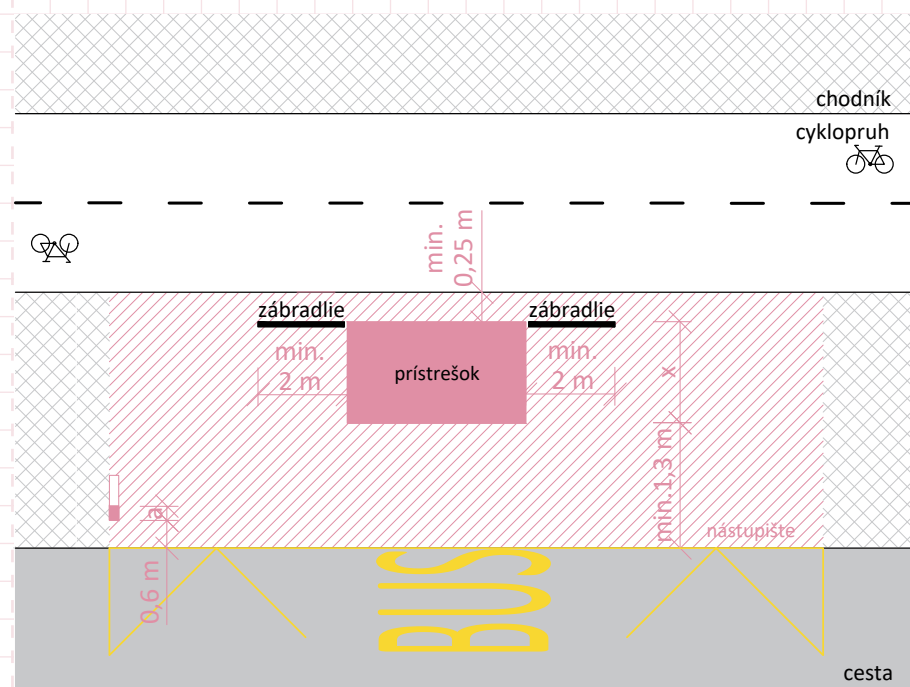 chodník
cyklopruh
min.
0,25 m
zábradlie
zábradlie
min.
2 m
prístrešok
min.
2 m
x
min.1,3 m
a
nástupište
0,6 m
BUS
cesta